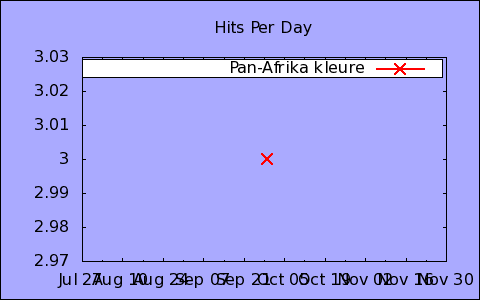 Hits Per Day
Pan-Afrika kleure
3.03
3.02
3.01
3
2.99
2.98
2.97
Jul 27 Aug 10 Aug 24 Sep 07 Sep 21 Oct 05 Oct 19 Nov 02 Nov 16 Nov 30